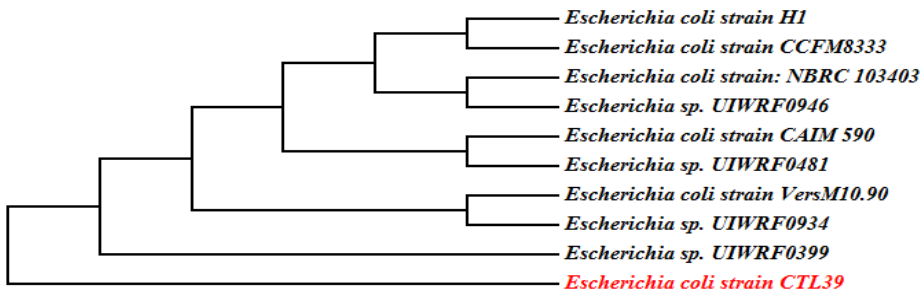 Escherichia coli strain H1
Escherichia coli strain CCFM8333
Escherichia coli strain: NBRC 103403
Escherichia sp. UIWRF0946
Escherichia coli strain CAIM 590
Escherichia sp. UIWRF0481
Escherichia coli strain VersM10.90
Escherichia sp. UIWRF0934
Escherichia sp. UIWRF0399
Escherichia coli strain CTL39